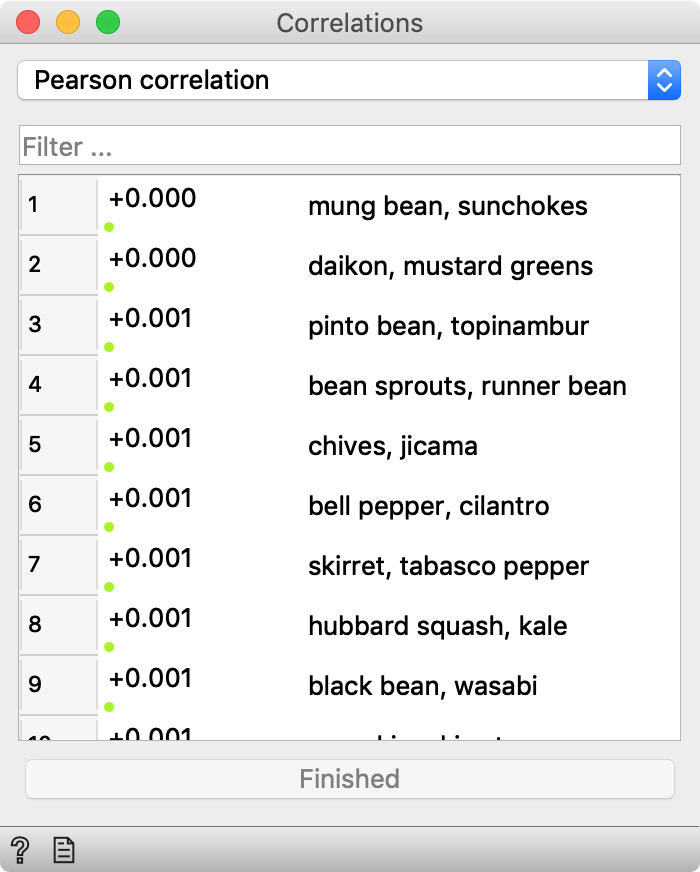 Correlations
Pearson correlation
Filter ...
1 +0.000 mung bean, sunchokes
2 +0.000 daikon, mustard greens
3 +0.001 pinto bean, topinambur
4 +0.001 bean sprouts, runner bean
5 +0.001 chives, jicama
6 +0.001 bell pepper, cilantro
7 +0.001 skirret, tabasco pepper
8 +0.001 hubbard squash, kale
9 +0.001 black bean, wasabi
10 +0.001
Finished